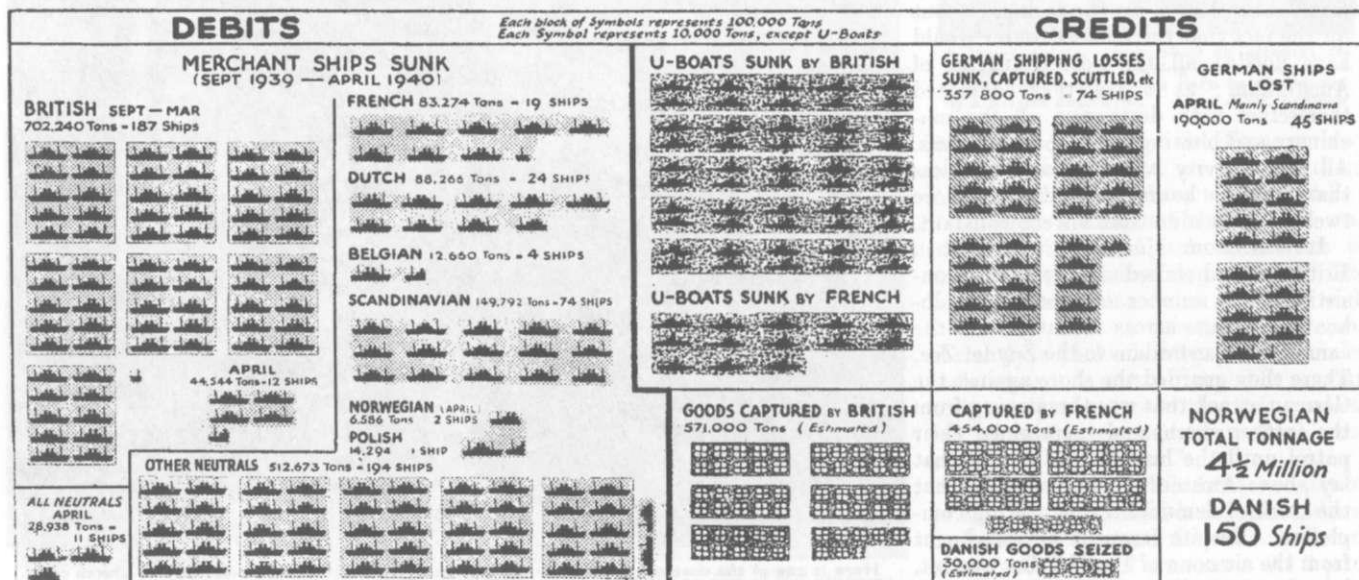 DEBITS
Each block of Symbols represents 100,000 Tons
Each Symbol represents 10,000 Tons, except U-Boats
CREDITS
MERCHANT SHIPS SUNK
(SEPT 1939 — APRIL 1940)
BRITISH SEPT — MAR
702,240 Tons = 187 Ships
APRIL
44,544 Tons = 12 SHIPS
ALL NEUTRALS
APRIL
28,938 Tons =
11 SHIPS
FRENCH 83,274 Tons = 19 SHIPS
DUTCH 88,266 Tons = 24 SHIPS
BELGIAN 12,660 Tons = 4 SHIPS
SCANDINAVIAN 149,792 Tons = 74 SHIPS
NORWEGIAN (APRIL)
6,586 Tons 2 SHIPS
POLISH
14,294 1 SHIP
OTHER NEUTRALS 512,673 Tons = 194 SHIPS
U-BOATS SUNK BY BRITISH
U-BOATS SUNK BY FRENCH
GOODS CAPTURED BY BRITISH
571,000 Tons (Estimated)
GERMAN SHIPPING LOSSES
SUNK, CAPTURED, SCUTTLED, etc
357 800 Tons = 74 SHIPS
CAPTURED BY FRENCH
454,000 Tons (Estimated)
DANISH GOODS SEIZED
30,000 Tons
(Estimated)
GERMAN SHIPS
LOST
APRIL Mainly Scandinavia
190000 Tons 45 SHIPS
NORWEGIAN
TOTAL TONNAGE
4½ Million
DANISH
150 Ships